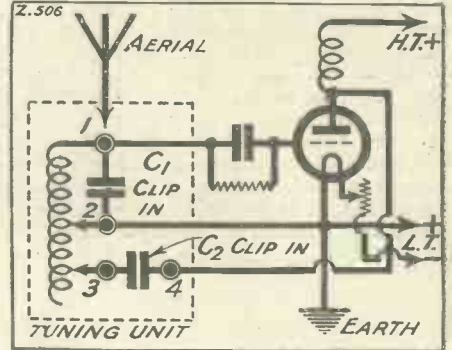 Z.506
AERIAL
H.T.+
1
C1
CLIP
IN
2
C2 CLIP IN
+
L.T.
-
3
4
TUNING UNIT
EARTH